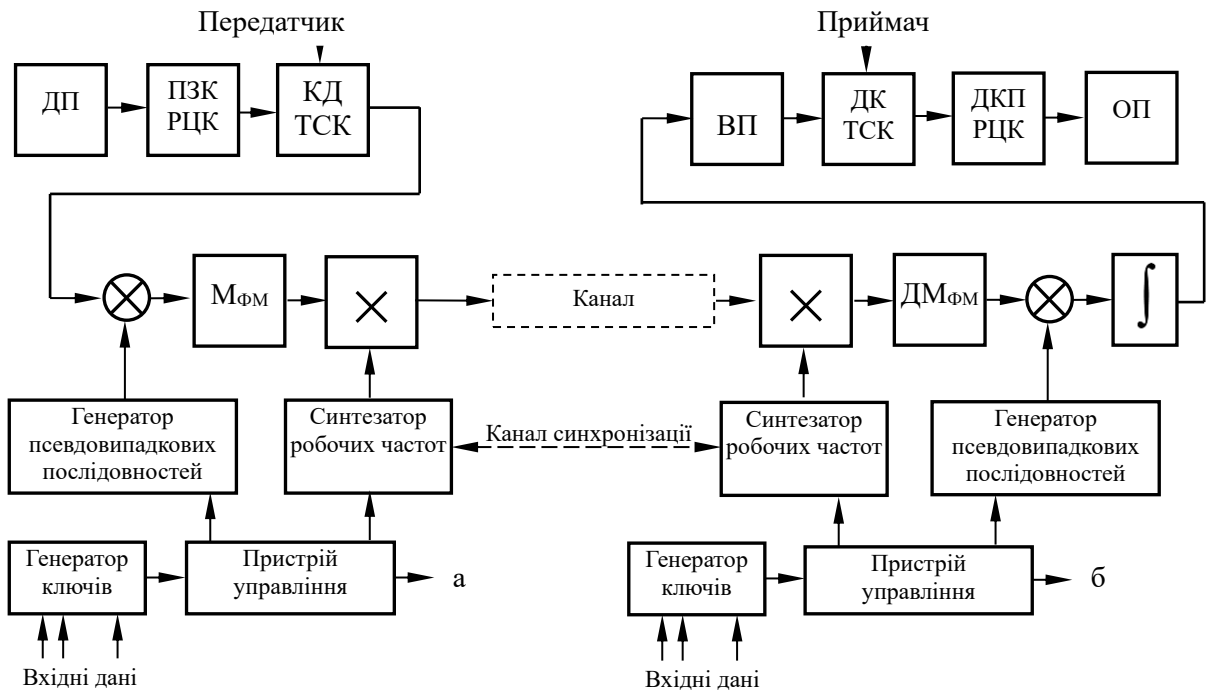 Передатчик
Приймач
ДП
ПЗК
РЦК
КД
ТСК
ВП
ДК
ТСК
ДКП
РЦК
ОП
МФМ
Канал
ДМФМ
∫
Генератор
псевдовипадкових
послідовностей
Синтезатор
робочих частот
Канал синхронізації
Синтезатор
робочих частот
Генератор
псевдовипадкових
послідовностей
Генератор
ключів
Пристрій
управління
а
Генератор
ключів
Пристрій
управління
б
Вхідні дані
Вхідні дані